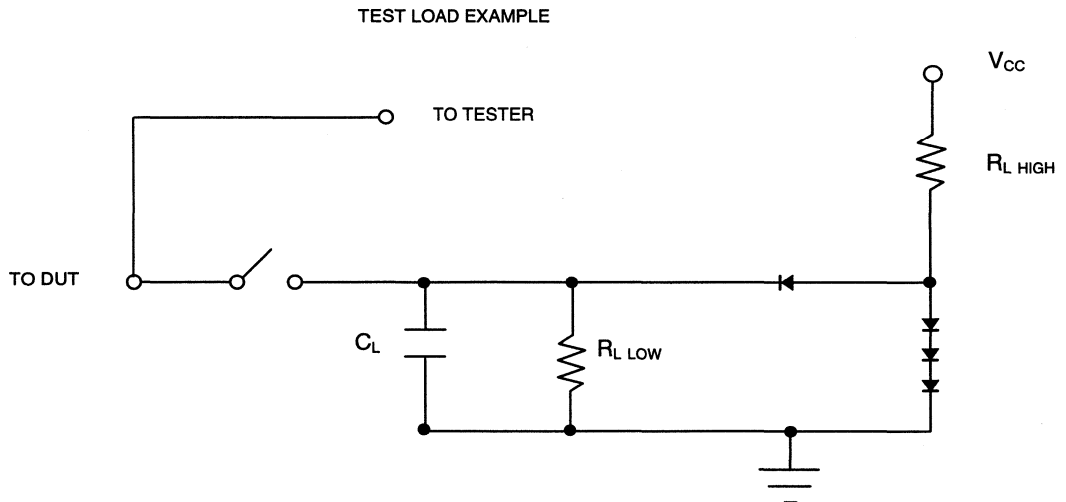 TEST LOAD EXAMPLE
VCC
TO TESTER
RL HIGH
TO DUT
CL
RL LOW